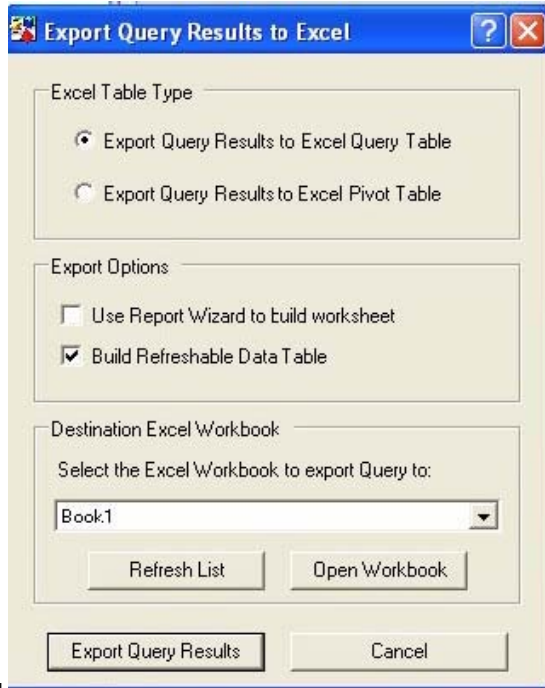 Export Query Results to Excel
Excel Table Type
Export Query Results to Excel Query Table
Export Query Results to Excel Pivot Table
Export Options
Use Report Wizard to build worksheet
Build Refreshable Data Table
Destination Excel Workbook
Select the Excel Workbook to export Query to:
Book1
Refresh List Open Workbook
Export Query Results Cancel